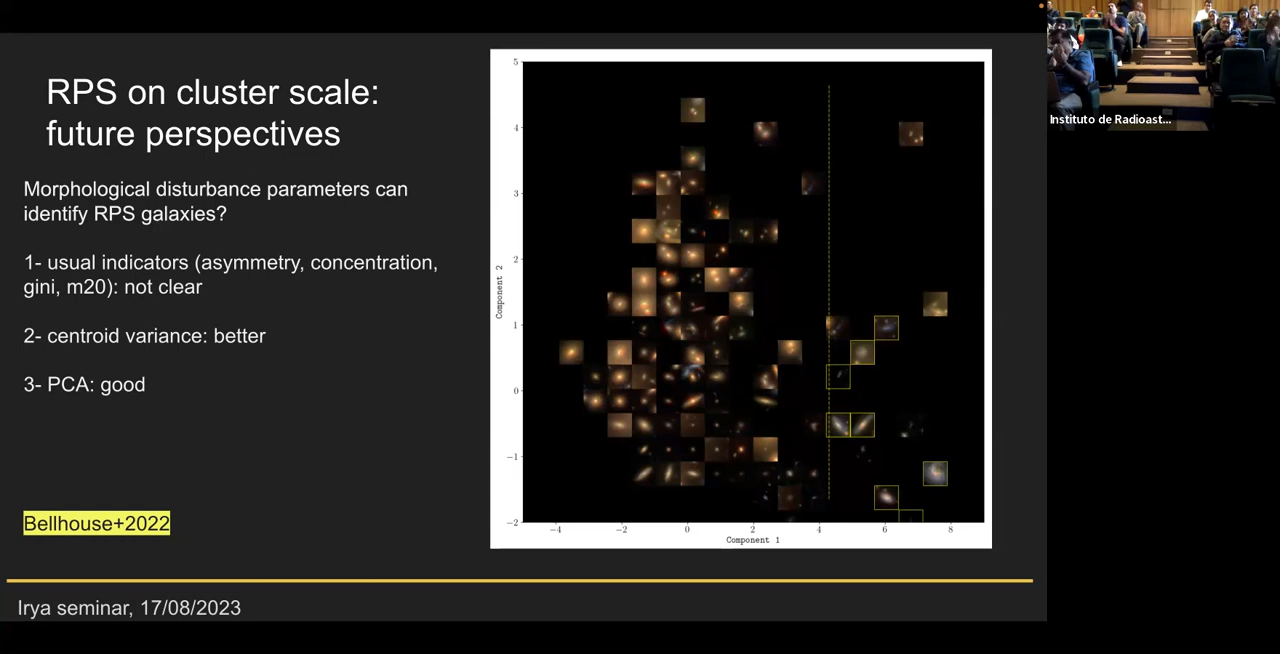 RPS on cluster scale:
future perspectives
Morphological disturbance parameters can
identify RPS galaxies?
1- usual indicators (asymmetry, concentration,
gini, m20): not clear
2- centroid variance: better
3- PCA: good
Bellhouse+2022
Irya seminar, 17/08/2023
5
4
3
2
1
0
−1
−2
Component 2
−4 −2 0 2 4 6 8
Component 1
Instituto de Radioast...